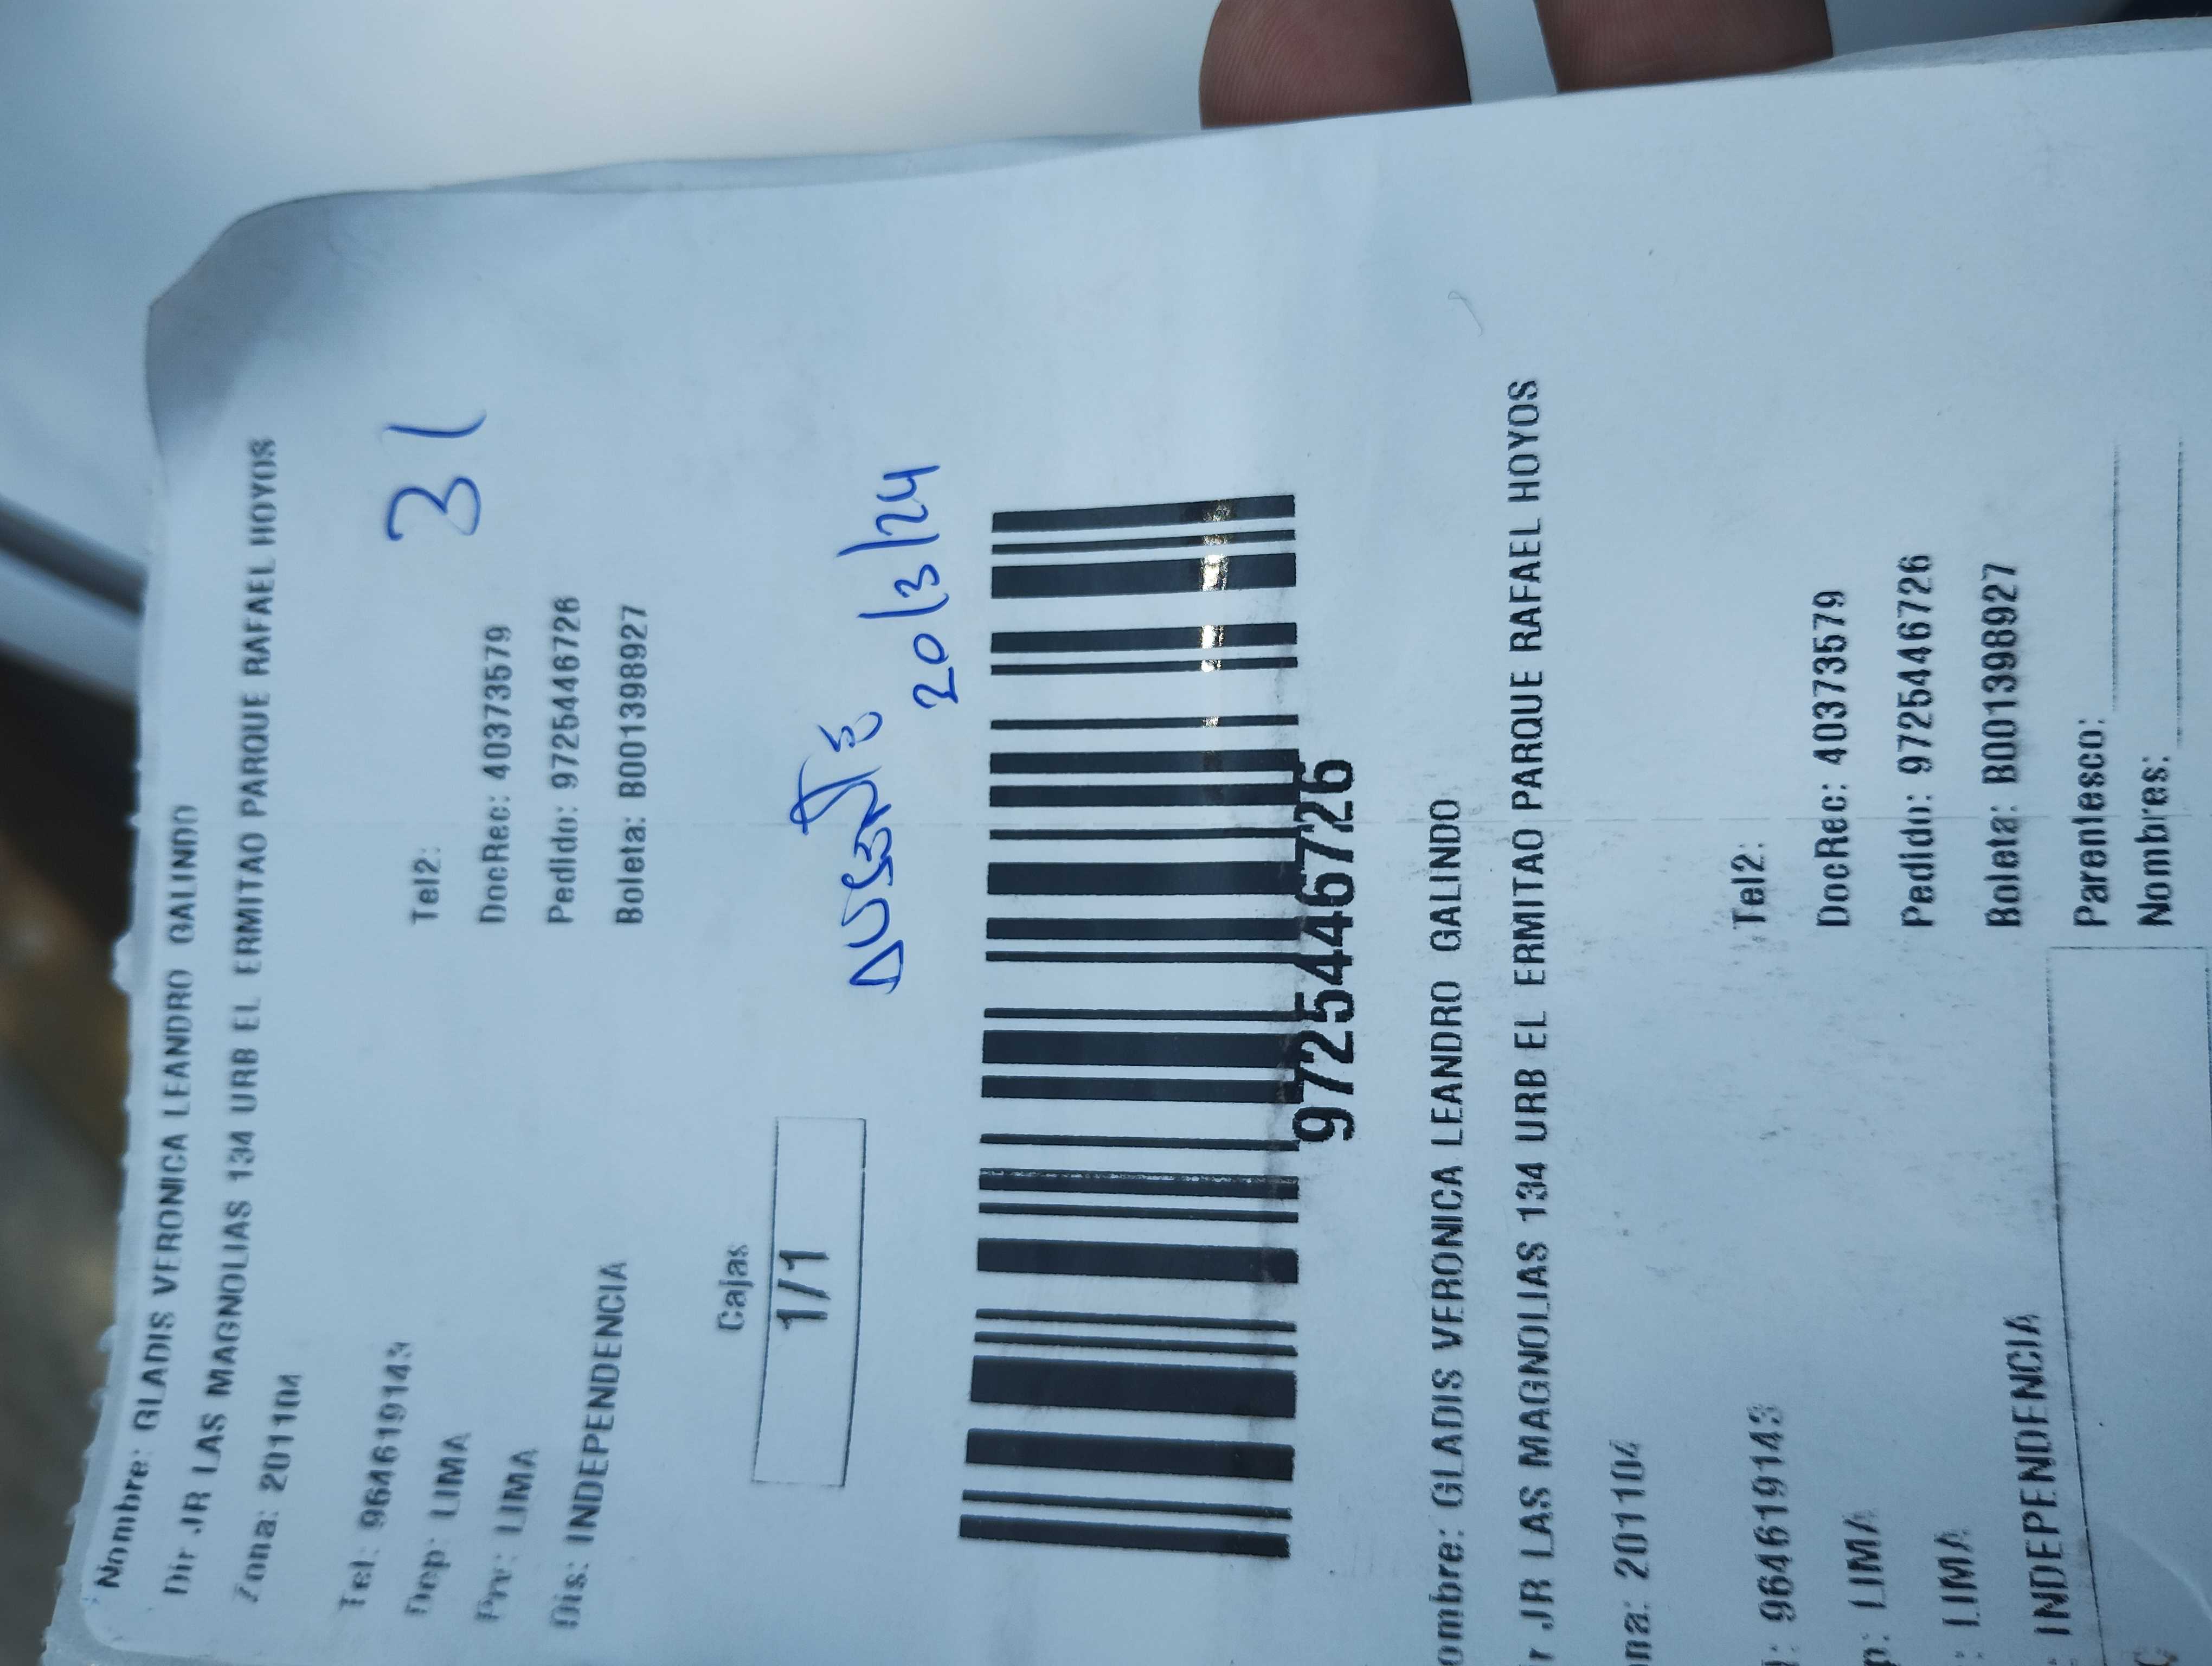 Nombre: GLADIS VERONICA LEANDRO GALINDO
Dir JR LAS MAGNOLIAS 134 URB EL ERMITAO PARQUE RAFAEL HOYOS
Zona: 201104
31
Tel: 964619143 Tel2:
Dep: LIMA DocRec: 40373579
Prv: LIMA Pedido: 9725446726
Dis: INDEPENDENCIA Boleta: B001398927
Cajas
1/1
AUSENTE
20/3/24
9725446726
ombre: GLADIS VERONICA LEANDRO GALINDO
r JR LAS MAGNOLIAS 134 URB EL ERMITAO PARQUE RAFAEL HOYOS
na: 201104
: 964619143 Tel2:
p: LIMA DocRec: 40373579
: LIMA Pedido: 9725446726
: INDEPENDENCIA Boleta: B001398927
Parentesco:
Nombres: